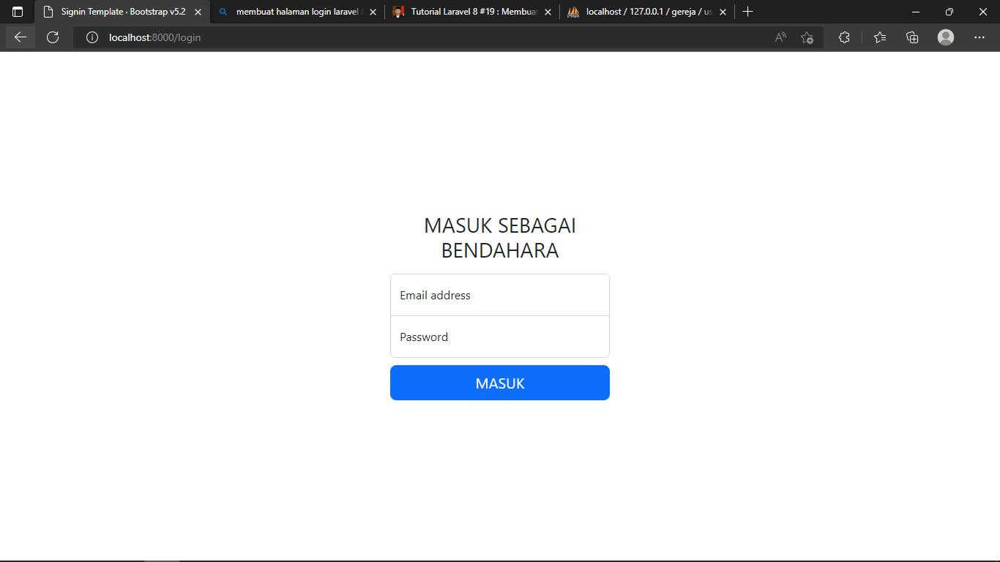 Signin Template · Bootstrap v5.2
membuat halaman login laravel
Tutorial Laravel 8 #19 : Membuat
localhost / 127.0.0.1 / gereja / us
localhost:8000/login
MASUK SEBAGAI
BENDAHARA
Email address
Password
MASUK